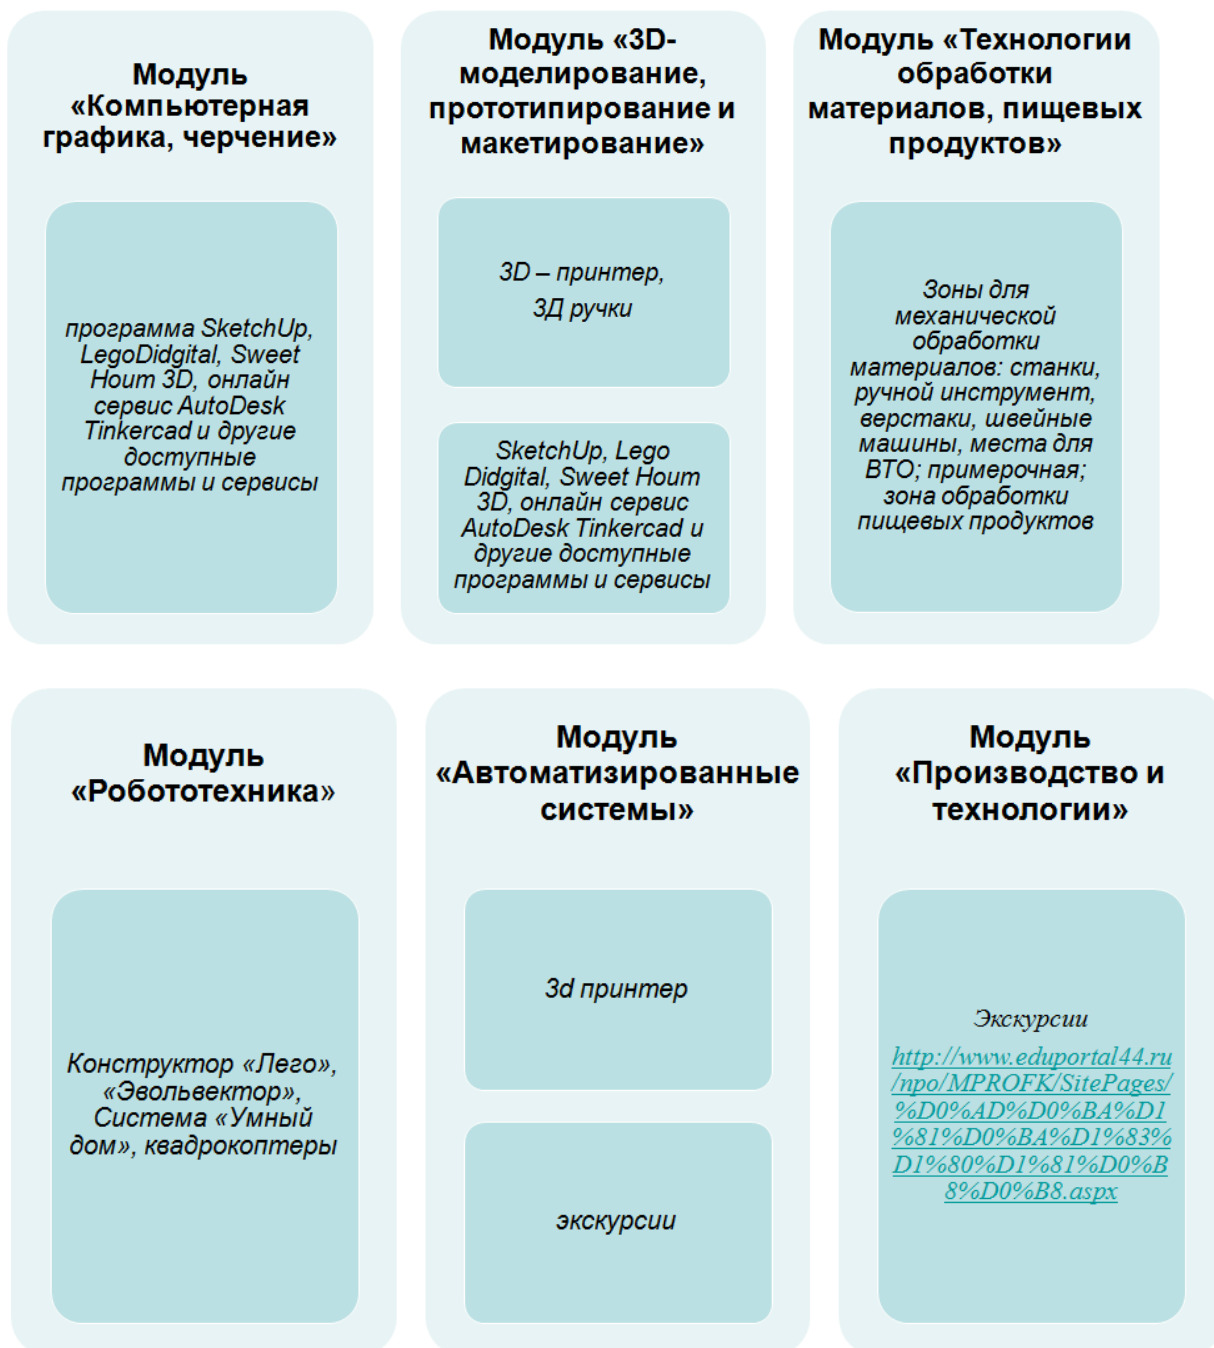 Модуль
«Компьютерная
графика, черчение»
программа SketchUp,
LegoDidgital, Sweet
Houm 3D, онлайн
сервис AutoDesk
Tinkercad и другие
доступные
программы и сервисы
Модуль «3D-
моделирование,
прототипирование и
макетирование»
3D – принтер,
3Д ручки
SketchUp, Lego
Didgital, Sweet Houm
3D, онлайн сервис
AutoDesk Tinkercad и
другие доступные
программы и сервисы
Модуль «Технологии
обработки
материалов, пищевых
продуктов»
Зоны для
механической
обработки
материалов: станки,
ручной инструмент,
верстаки, швейные
машины, места для
ВТО; примерочная;
зона обработки
пищевых продуктов
Модуль
«Робототехника»
Конструктор «Лего»,
«Эвольвектор»,
Система «Умный
дом», квадрокоптеры
Модуль
«Автоматизированные
системы»
3d принтер
экскурсии
Модуль
«Производство и
технологии»
Экскурсии
http://www.eduportal44.ru
/npo/MPROFK/SitePages/
%D0%AD%D0%BA%D1
%81%D0%BA%D1%83%
D1%80%D1%81%D0%B
8%D0%B8.aspx